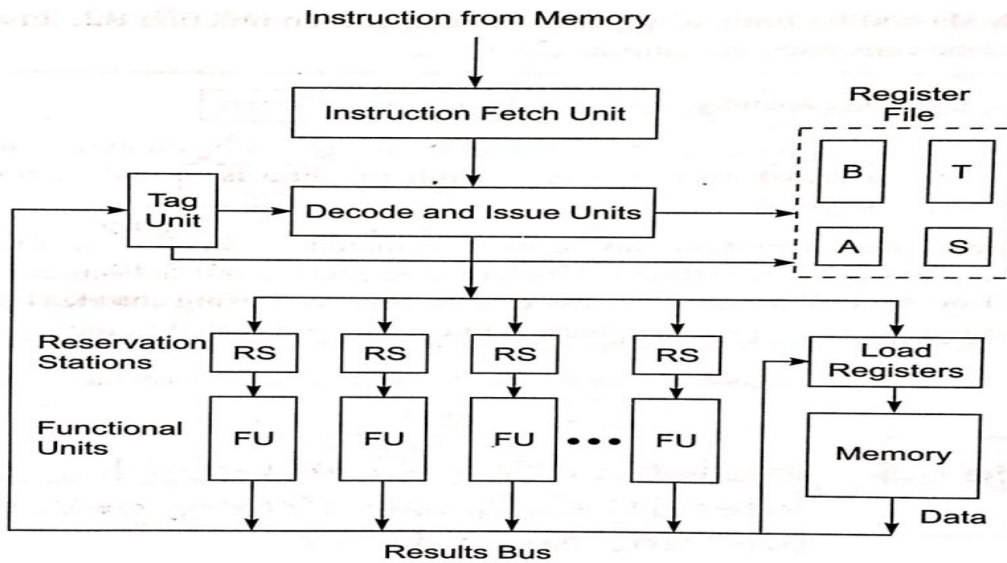 Instruction from Memory
Instruction Fetch Unit
Register
File
B
T
Tag
Unit
Decode and Issue Units
A
S
Reservation
Stations
RS
RS
RS
RS
Load
Registers
Functional
Units
FU
FU
FU
•••
FU
Memory
Data
Results Bus